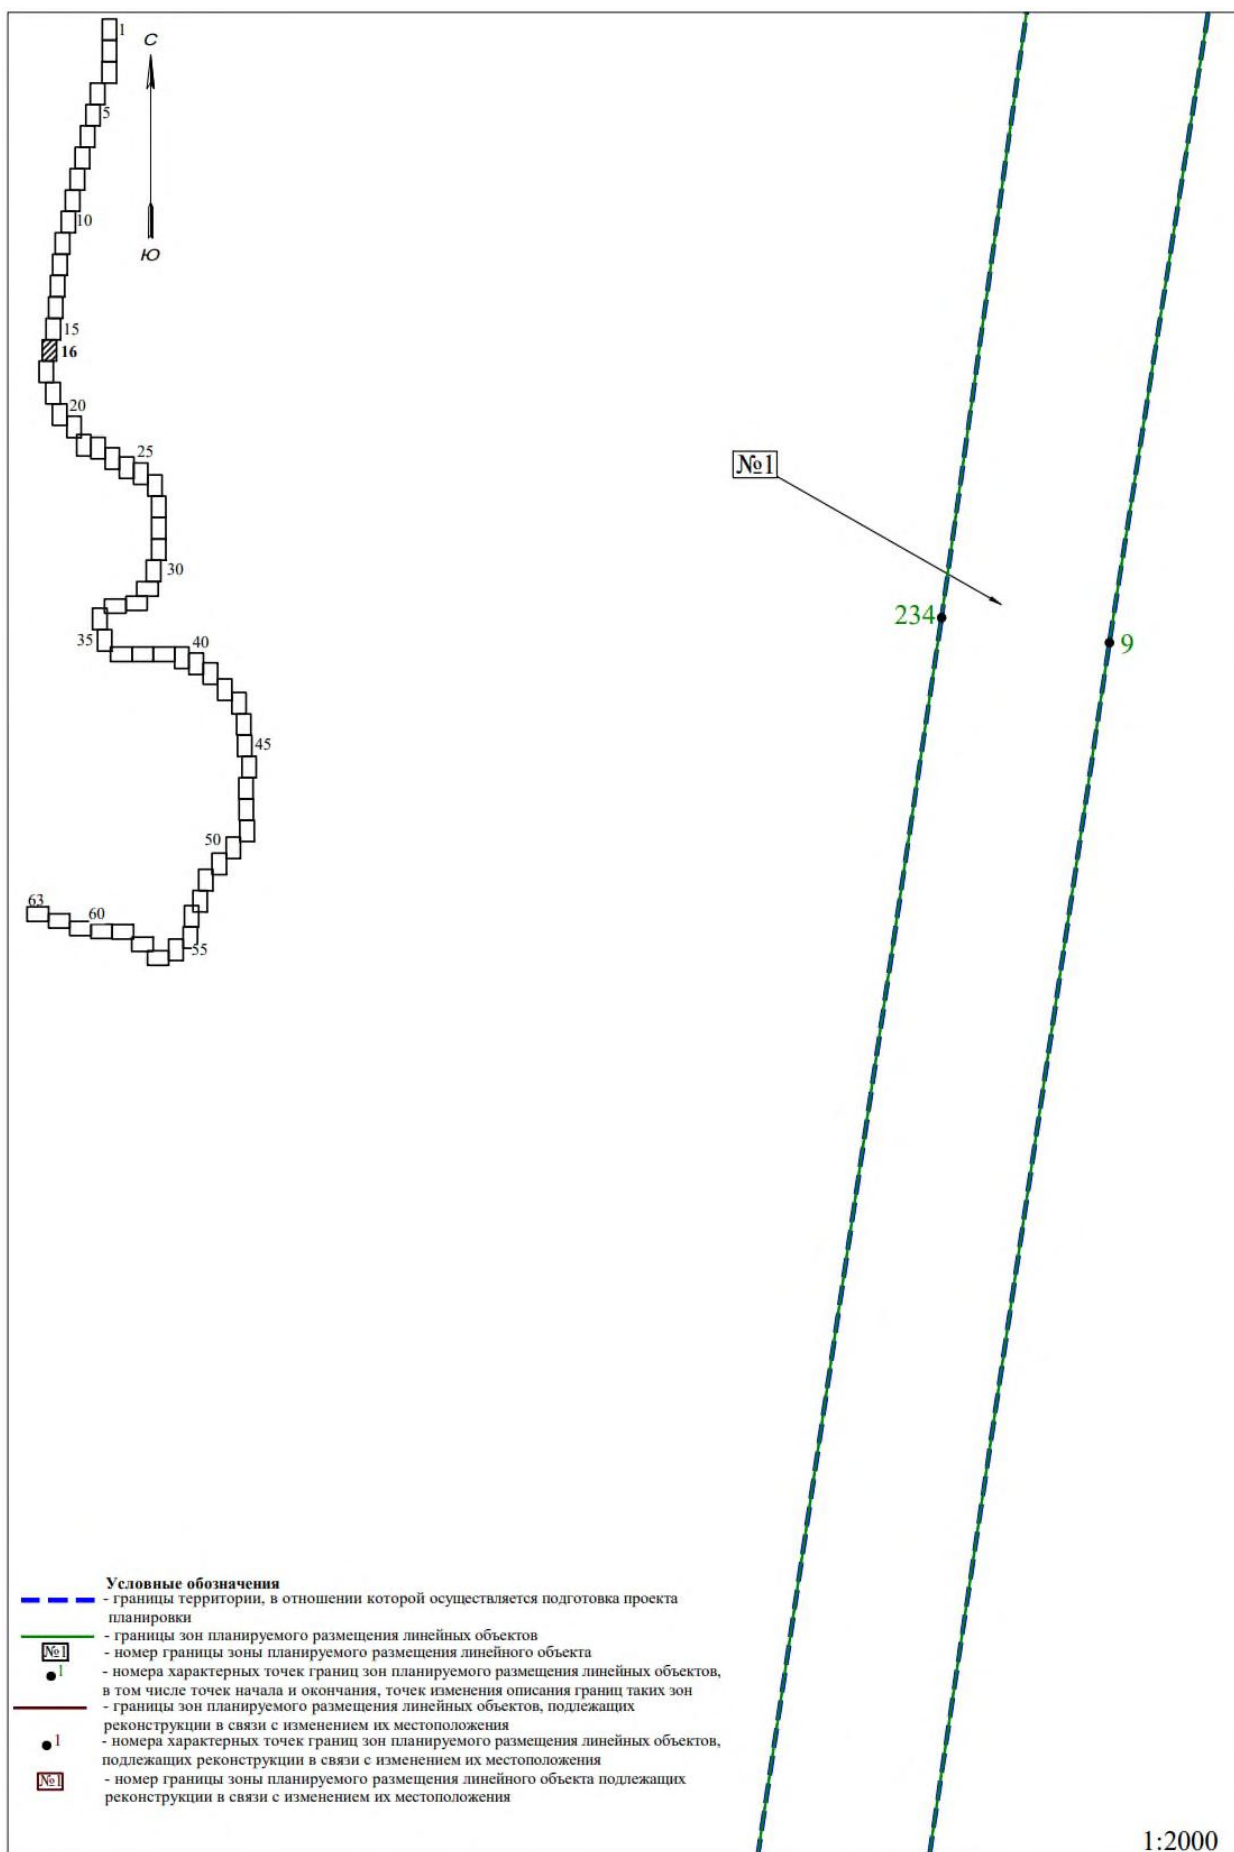 1
С
5
10
Ю
15
16
20
25
№1
30
234
35
40
9
45
50
63
60
55
Условные обозначения
- границы территории, в отношении которой осуществляется подготовка проекта
планировки
- границы зон планируемого размещения линейных объектов
№1
- номер границы зоны планируемого размещения линейного объекта
1
- номера характерных точек границ зон планируемого размещения линейных объектов,
в том числе точек начала и окончания, точек изменения описания границ таких зон
- границы зон планируемого размещения линейных объектов, подлежащих
реконструкции в связи с изменением их местоположения
1
- номера характерных точек границ зон планируемого размещения линейных объектов,
подлежащих реконструкции в связи с изменением их местоположения
№1
- номер границы зоны планируемого размещения линейного объекта подлежащих
реконструкции в связи с изменением их местоположения
1:2000